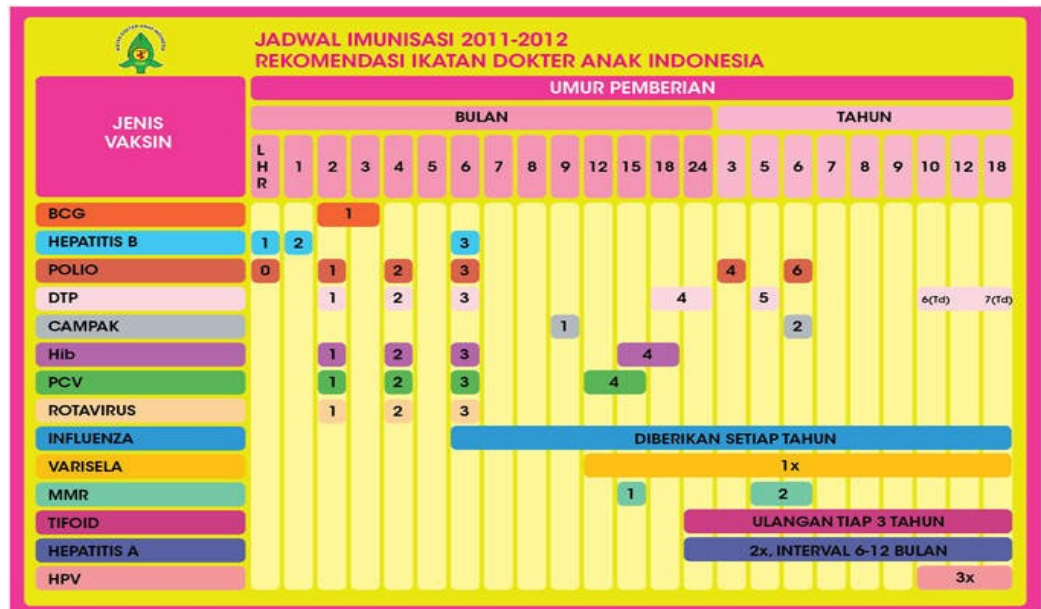 JADWAL IMUNISASI 2011-2012
REKOMENDASI IKATAN DOKTER ANAK INDONESIA
JENIS VAKSIN
UMUR PEMBERIAN
BULAN TAHUN
LHR 1 2 3 4 5 6 7 8 9 12 15 18 24 3 5 6 7 8 9 10 12 18
BCG 1
HEPATITIS B 1 2 3
POLIO 0 1 2 3 4 6
DTP 1 2 3 4 5 6(Td) 7(Td)
CAMPAK 1 2
Hib 1 2 3 4
PCV 1 2 3 4
ROTAVIRUS 1 2 3
INFLUENZA DIBERIKAN SETIAP TAHUN
VARISELA 1x
MMR 1 2
TIFOID ULANGAN TIAP 3 TAHUN
HEPATITIS A 2x, INTERVAL 6-12 BULAN
HPV 3x